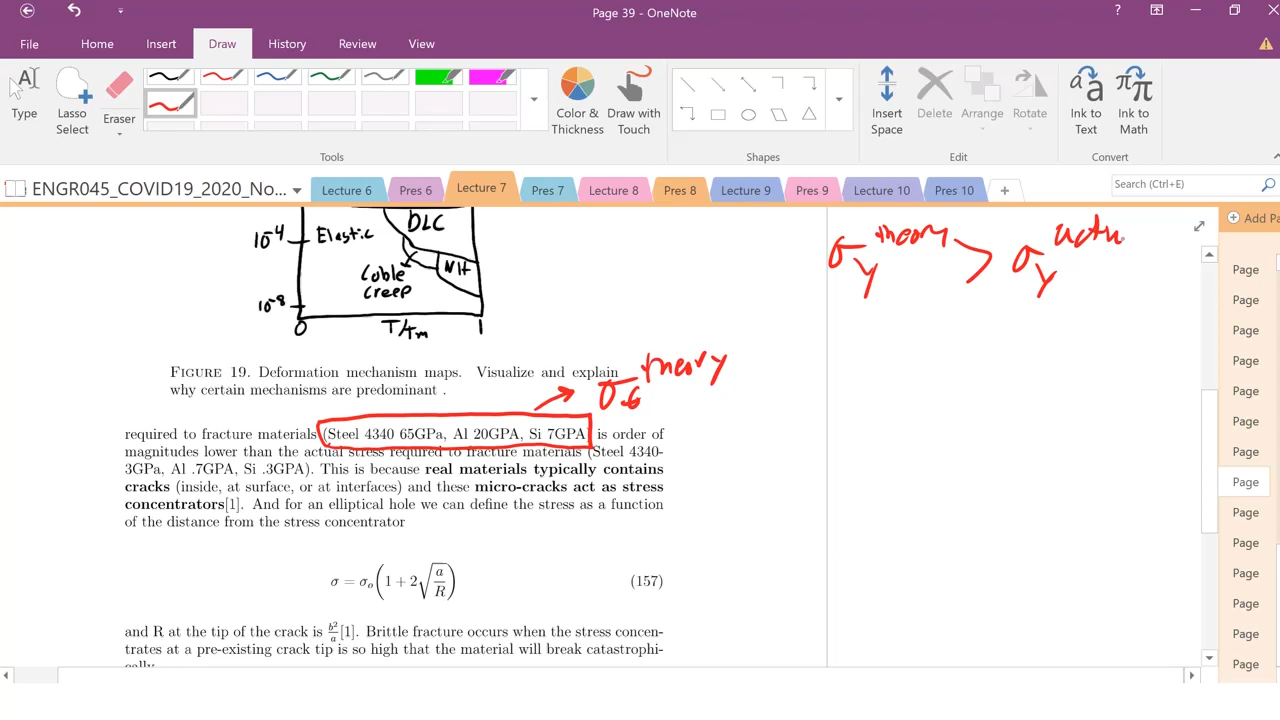 Page 39 - OneNote
File Home Insert Draw History Review View
Type
Lasso Select
Eraser
Color & Thickness
Draw with Touch
Insert Space
Delete
Arrange
Rotate
Ink to Text
Ink to Math
Tools Shapes Edit Convert
ENGR045_COVID19_2020_No... Lecture 6 Pres 6 Lecture 7 Pres 7 Lecture 8 Pres 8 Lecture 9 Pres 9 Lecture 10 Pres 10 Search (Ctrl+E)
Add Pa
DLC
10⁻⁴ Elastic
NH
Coble
Creep
10⁻⁸
0 T/Tm 1
σy theory > σy actu
FIGURE 19. Deformation mechanism maps. Visualize and explain
why certain mechanisms are predominant .
σ theory
required to fracture materials (Steel 4340 65GPa, Al 20GPA, Si 7GPA) is order of
magnitudes lower than the actual stress required to fracture materials (Steel 4340-
3GPa, Al .7GPA, Si .3GPA). This is because real materials typically contains
cracks (inside, at surface, or at interfaces) and these micro-cracks act as stress
concentrators[1]. And for an elliptical hole we can define the stress as a function
of the distance from the stress concentrator
σ = σo(1 + 2√(a/R)) (157)
and R at the tip of the crack is b²/a[1]. Brittle fracture occurs when the stress concen-
trates at a pre-existing crack tip is so high that the material will break catastrophi-
Page
Page
Page
Page
Page
Page
Page
Page
Page
Page
Page
Page
Page
Page